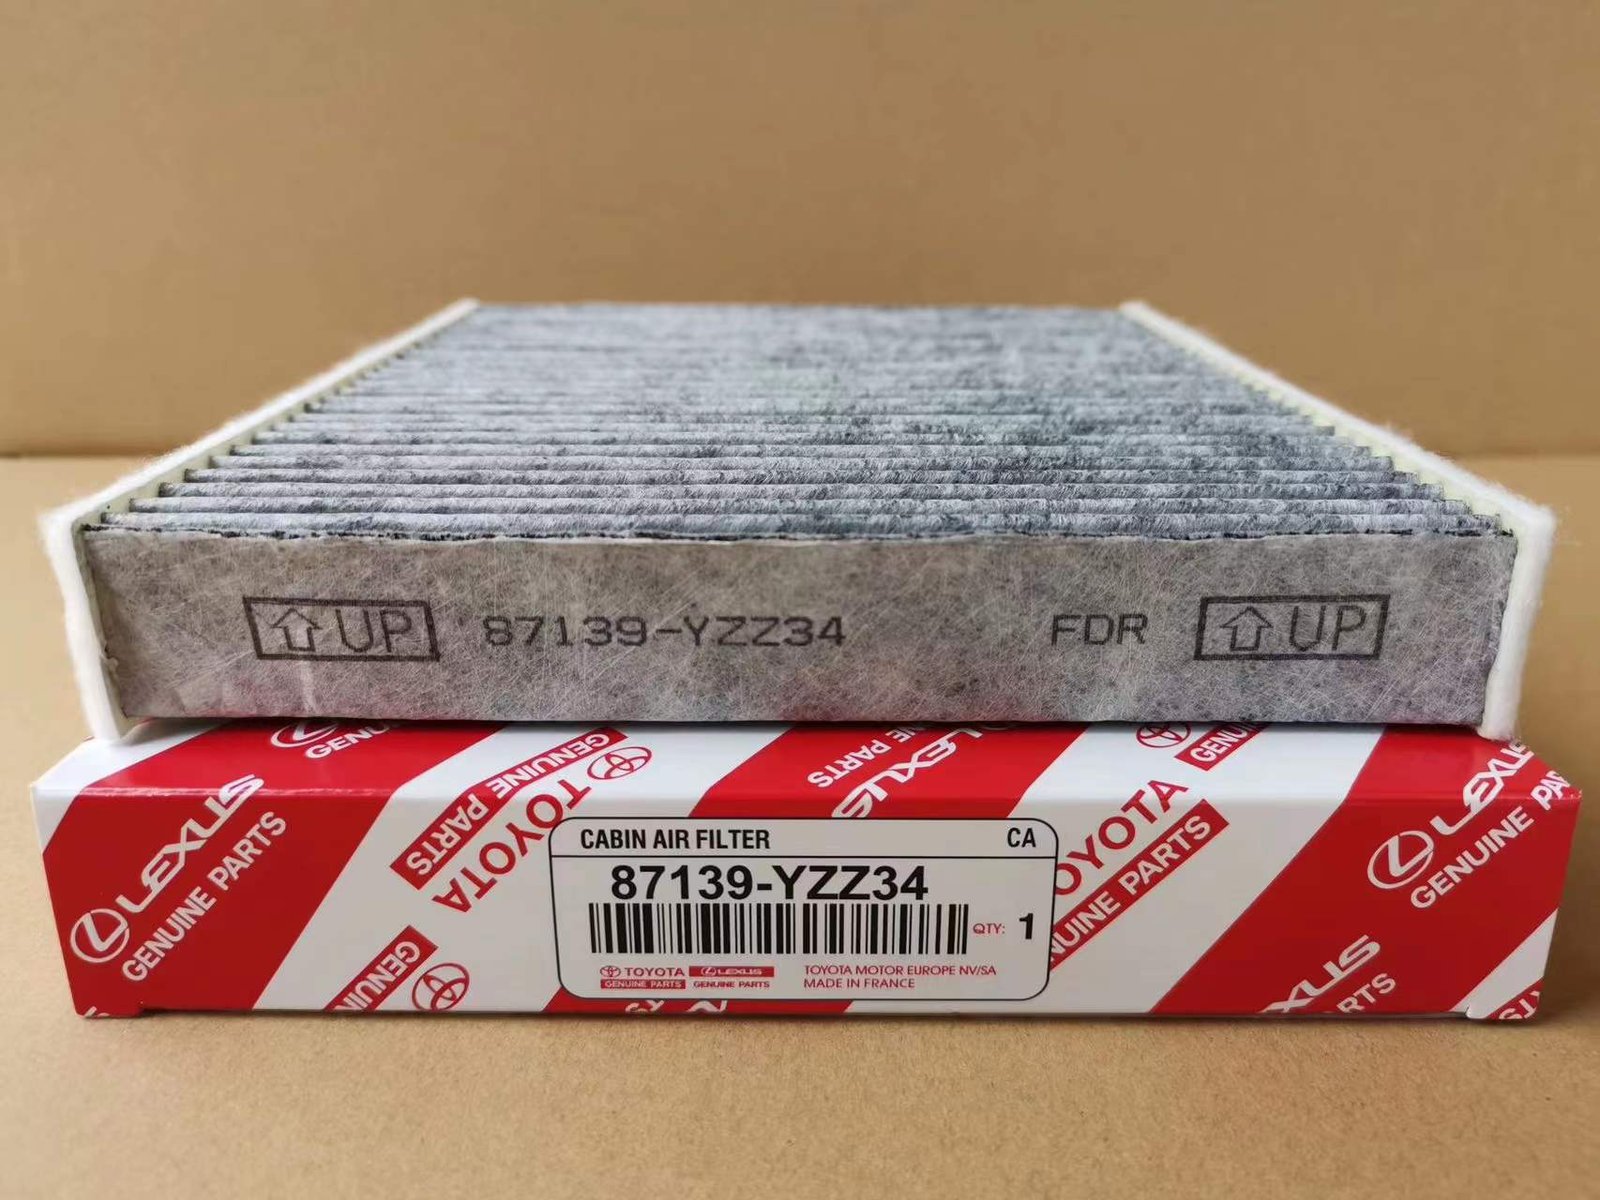 UP 87139-YZZ34 FDR UP
LEXUS
GENUINE PARTS
TOYOTA
GENUINE PARTS
LEXUS
PARTS
TOYOTA
GENUINE PARTS
LEXUS
GENUINE
CABIN AIR FILTER CA
87139-YZZ34
QTY: 1
TOYOTA LEXUS TOYOTA MOTOR EUROPE NV/SA
GENUINE PARTS GENUINE PARTS MADE IN FRANCE